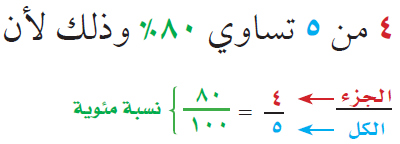 ٤ من ٥ تساوي ٨٠٪ وذلك لأن
الجزء ← ٤ = ٨٠ } نسبة مئوية
الكل ← ٥ ١٠٠